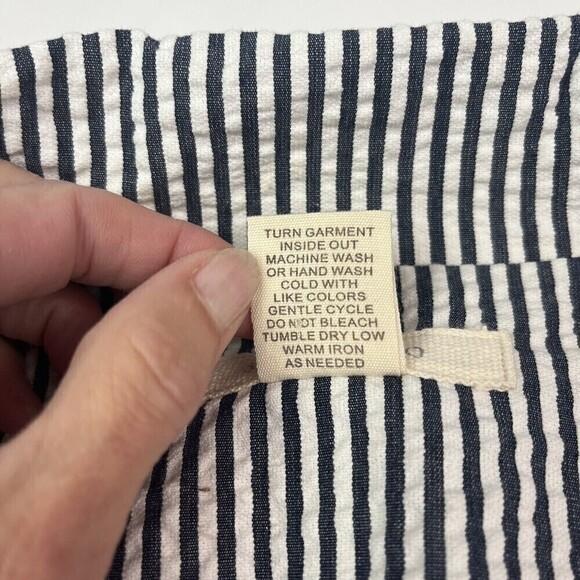 TURN GARMENT
INSIDE OUT
MACHINE WASH
OR HAND WASH
COLD WITH
LIKE COLORS
GENTLE CYCLE
DO NOT BLEACH
TUMBLE DRY LOW
WARM IRON
AS NEEDED